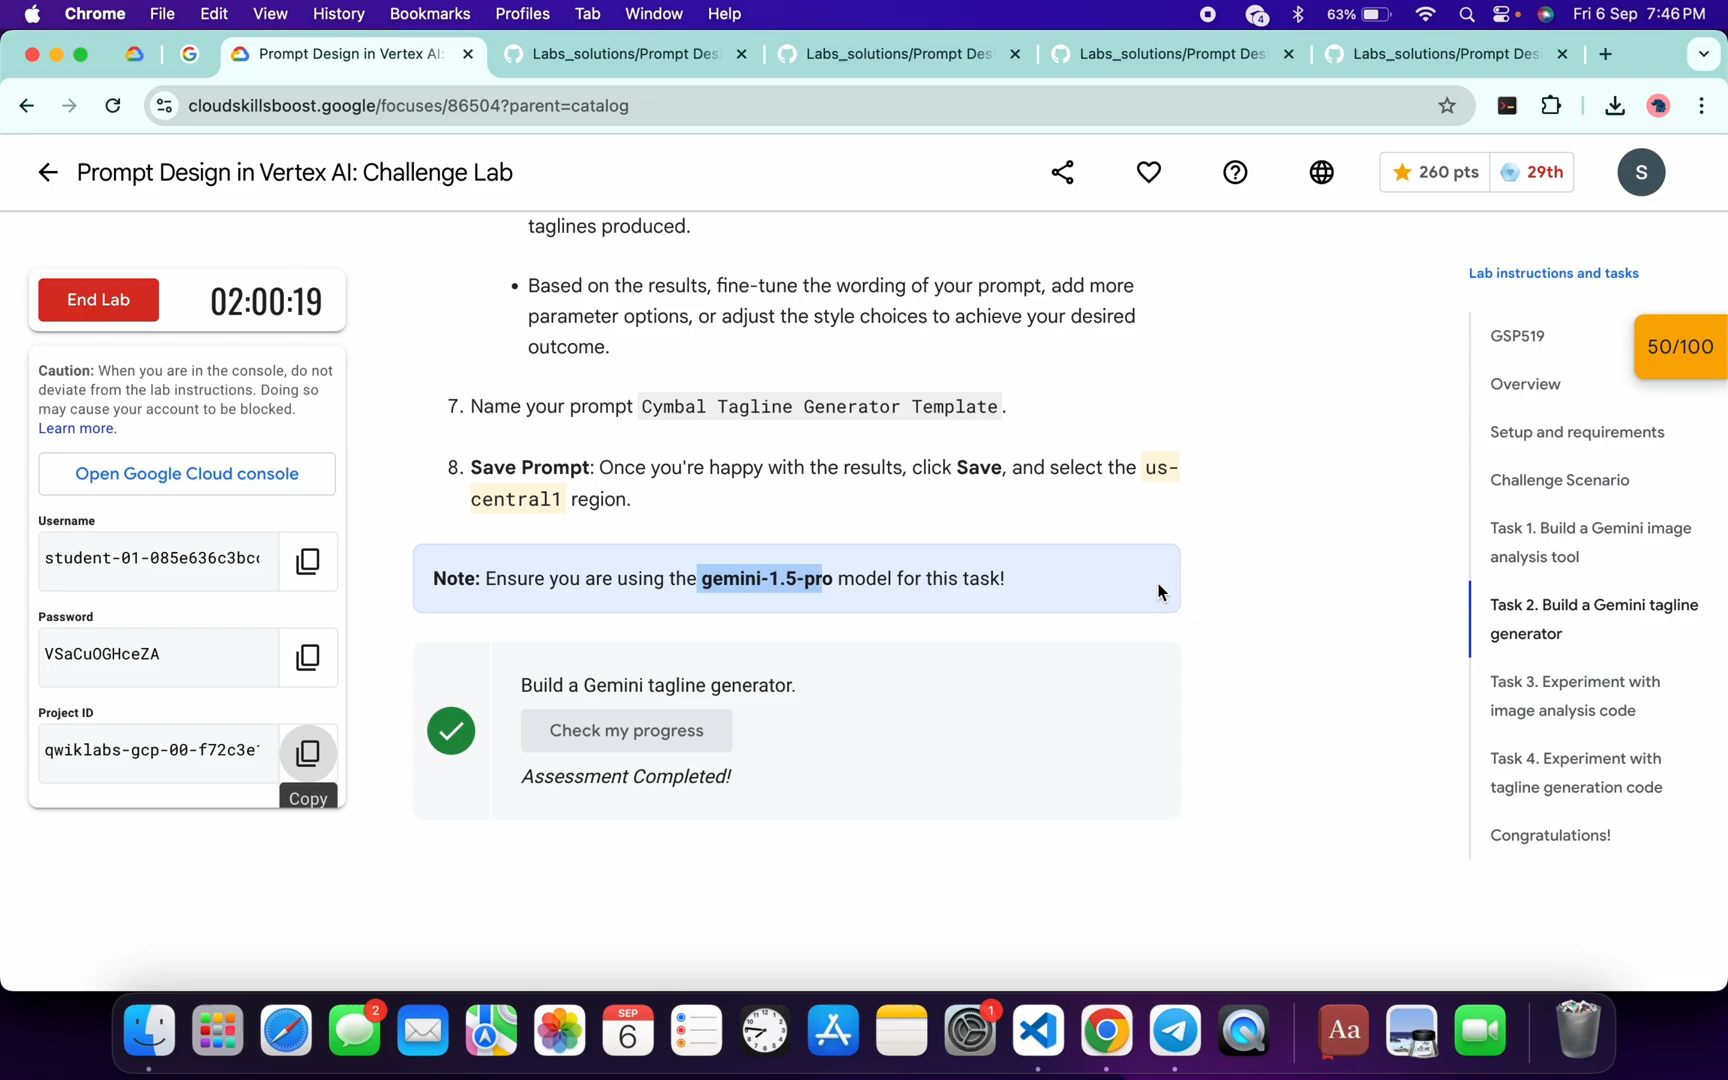 Chrome File Edit View History Bookmarks Profiles Tab Window Help 4 63% Fri 6 Sep 7:46 PM
Prompt Design in Vertex AI: Labs_solutions/Prompt Des Labs_solutions/Prompt Des Labs_solutions/Prompt Des Labs_solutions/Prompt Des
cloudskillsboost.google/focuses/86504?parent=catalog
Prompt Design in Vertex AI: Challenge Lab 260 pts 29th S
taglines produced.
• Based on the results, fine-tune the wording of your prompt, add more
parameter options, or adjust the style choices to achieve your desired
outcome.
7. Name your prompt Cymbal Tagline Generator Template.
8. Save Prompt: Once you're happy with the results, click Save, and select the us-
central1 region.
Note: Ensure you are using the gemini-1.5-pro model for this task!
Build a Gemini tagline generator.
Check my progress
Assessment Completed!
End Lab 02:00:19
Caution: When you are in the console, do not
deviate from the lab instructions. Doing so
may cause your account to be blocked.
Learn more.
Open Google Cloud console
Username
student-01-085e636c3bc
Password
VSaCuOGHceZA
Project ID
qwiklabs-gcp-00-f72c3e
Copy
Lab instructions and tasks
GSP519
50/100
Overview
Setup and requirements
Challenge Scenario
Task 1. Build a Gemini image
analysis tool
Task 2. Build a Gemini tagline
generator
Task 3. Experiment with
image analysis code
Task 4. Experiment with
tagline generation code
Congratulations!
2 SEP 6 1 Aa